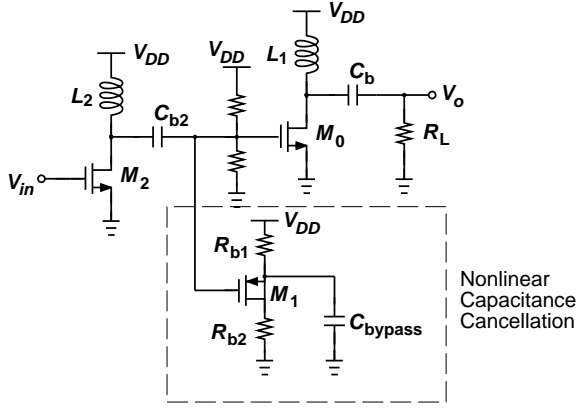 V_DD
V_DD
V_DD
L_1
L_2
C_b
V_o
C_b2
M_0
R_L
V_in
M_2
V_DD
R_b1
M_1
R_b2
C_bypass
Nonlinear
Capacitance
Cancellation